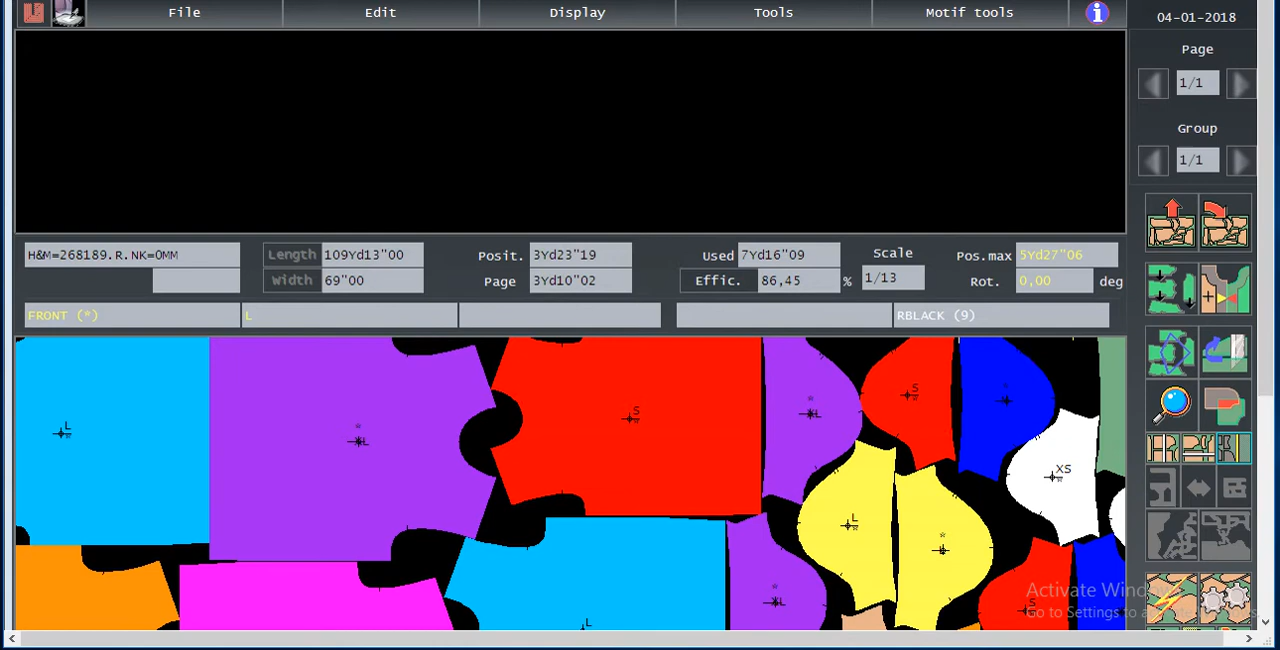 File Edit Display Tools Motif tools i 04-01-2018
Page
1/1
Group
1/1
H&M=268189.R.NK=0MM Length 109Yd13"00 Posit. 3Yd23"19 Used 7Yd16"09 Scale Pos.max 5Yd27"06
Width 69"00 Page 3Yd10"02 Effic. 86,45 % 1/13 Rot. 0,00 deg
FRONT (*) L RBLACK (9)
L
S
S
XS
L
L
S
L
Activate Wind
Go to Settings to a